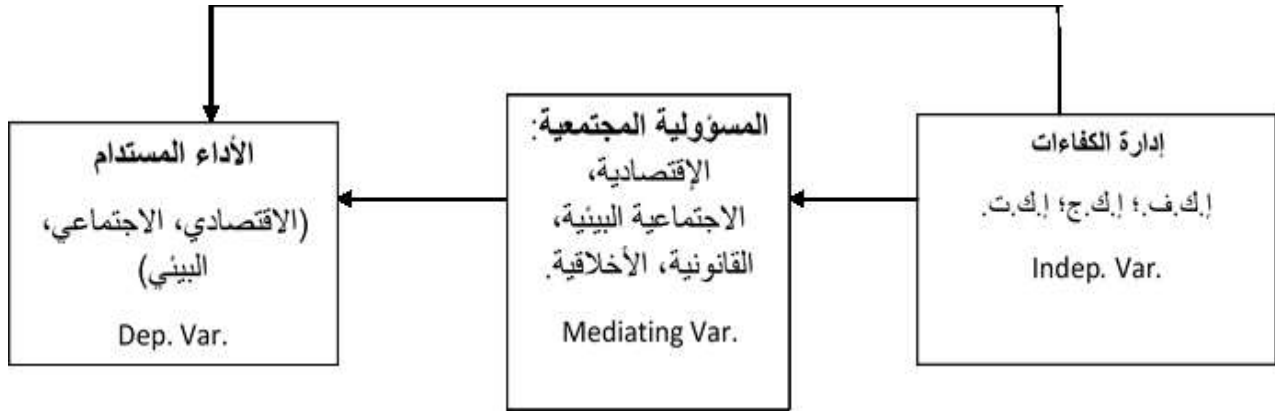 إدارة الكفاءات
إ.ك.ف.؛ إ.ك.ج؛ إ.ك.ت.
Indep. Var.
المسؤولية المجتمعية:
الإقتصادية،
الاجتماعية البيئية،
القانونية، الأخلاقية.
Mediating Var.
الأداء المستدام
(الاقتصادي، الاجتماعي،
البيئي)
Dep. Var.